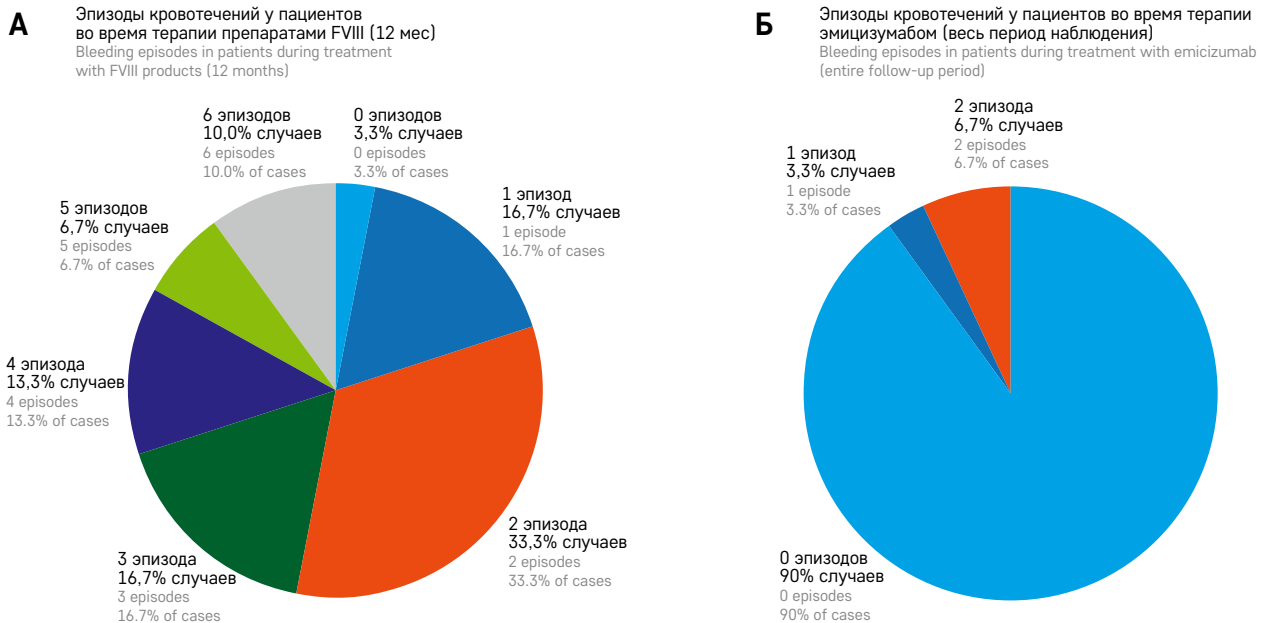 А
Эпизоды кровотечений у пациентов
во время терапии препаратами FVIII (12 мес)
Bleeding episodes in patients during treatment
with FVIII products (12 months)
6 эпизодов
10,0% случаев
6 episodes
10.0% of cases
0 эпизодов
3,3% случаев
0 episodes
3.3% of cases
1 эпизод
16,7% случаев
1 episode
16.7% of cases
5 эпизодов
6,7% случаев
5 episodes
6.7% of cases
4 эпизода
13,3% случаев
4 episodes
13.3% of cases
2 эпизода
33,3% случаев
2 episodes
33.3% of cases
3 эпизода
16,7% случаев
3 episodes
16.7% of cases
Б
Эпизоды кровотечений у пациентов во время терапии
эмицизумабом (весь период наблюдения)
Bleeding episodes in patients during treatment with emicizumab
(entire follow-up period)
2 эпизода
6,7% случаев
2 episodes
6.7% of cases
1 эпизод
3,3% случаев
1 episode
3.3% of cases
0 эпизодов
90% случаев
0 episodes
90% of cases